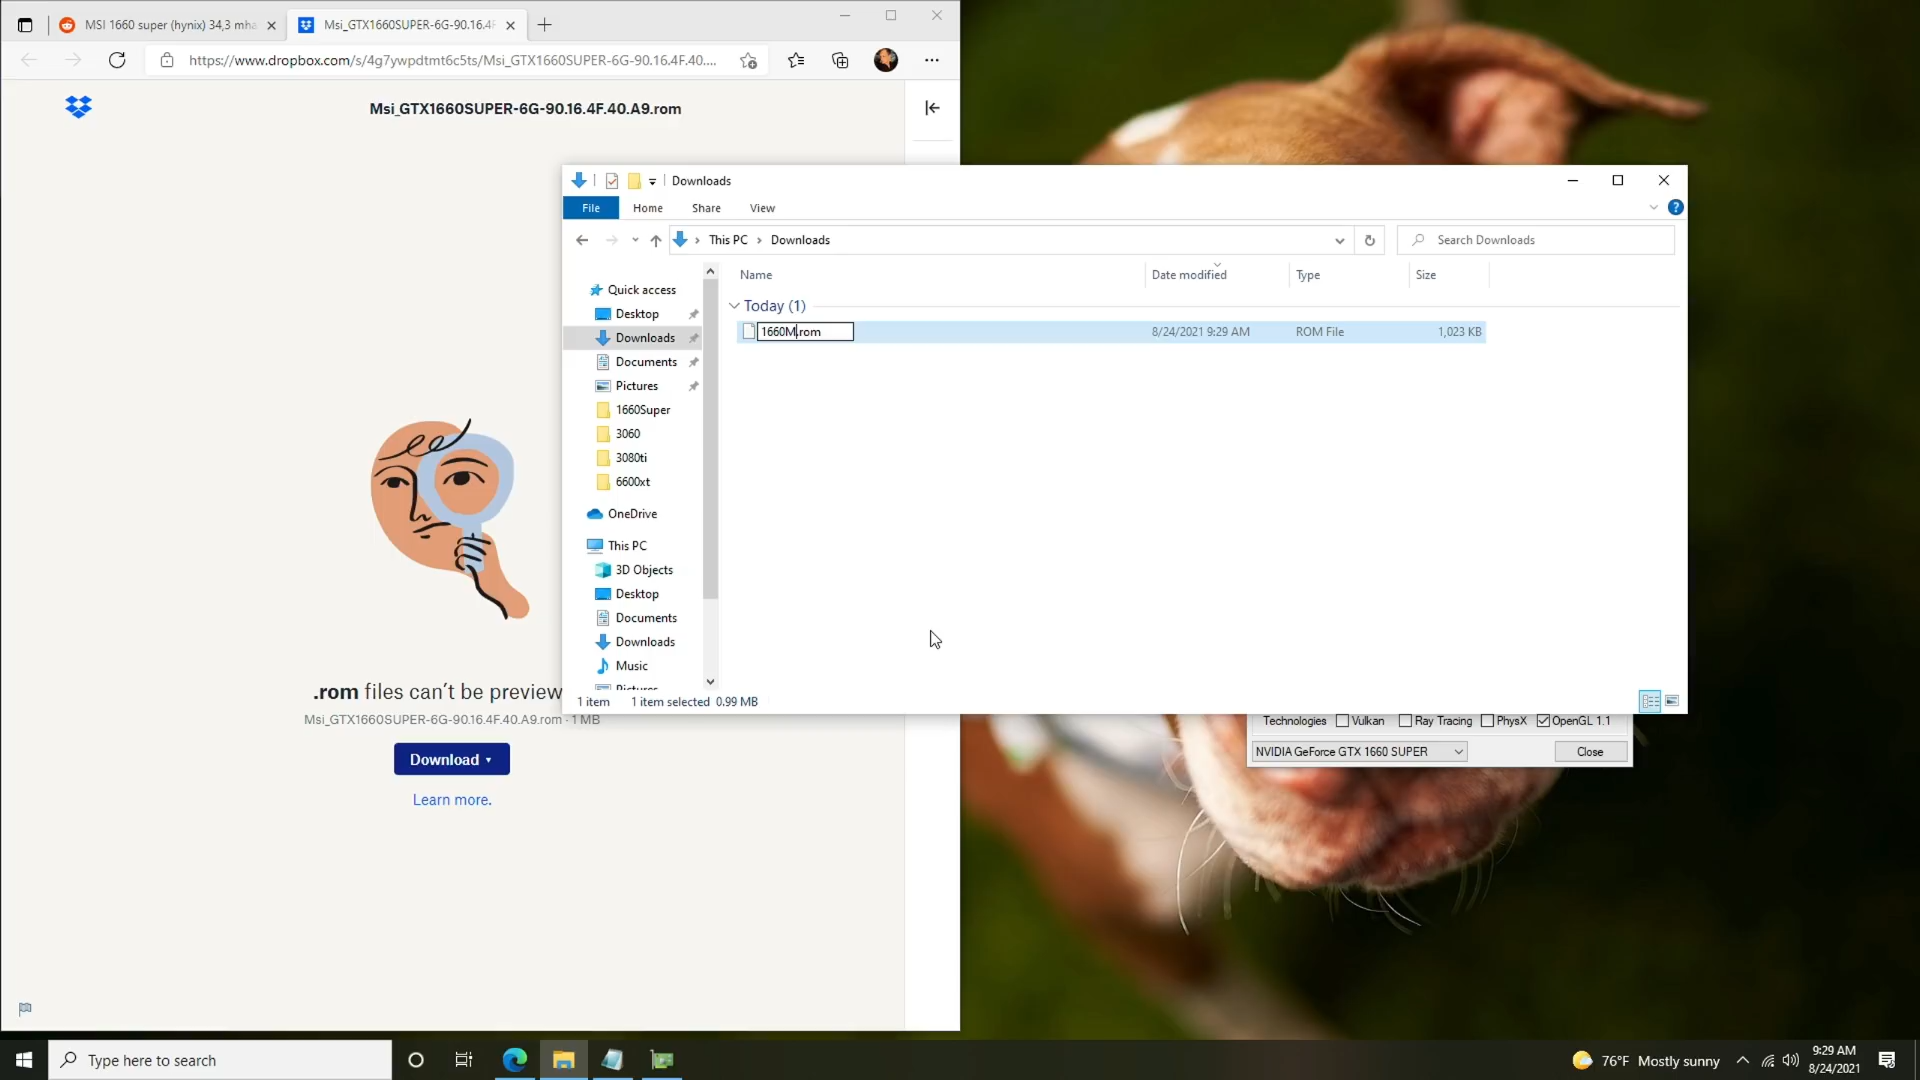 MSI 1660 super (hynix) 34,3 mha
Msi_GTX1660SUPER-6G-90.16.4F
https://www.dropbox.com/s/4g7ywpdtmt6c5ts/Msi_GTX1660SUPER-6G-90.16.4F.40....
Msi_GTX1660SUPER-6G-90.16.4F.40.A9.rom
Downloads
File Home Share View
This PC > Downloads
Search Downloads
Name Date modified Type Size
Quick access
Today (1)
Desktop
1660M.rom 8/24/2021 9:29 AM ROM File 1,023 KB
Downloads
Documents
Pictures
1660Super
3060
3080ti
6600xt
OneDrive
This PC
3D Objects
Desktop
Documents
Downloads
Music
Pictures
1 item 1 item selected 0.99 MB
.rom files can't be preview
Msi_GTX1660SUPER-6G-90.16.4F.40.A9.rom · 1 MB
Download
Learn more.
Technologies Vulkan Ray Tracing PhysX OpenGL 1.1
NVIDIA GeForce GTX 1660 SUPER Close
Type here to search
76°F Mostly sunny
9:29 AM
8/24/2021